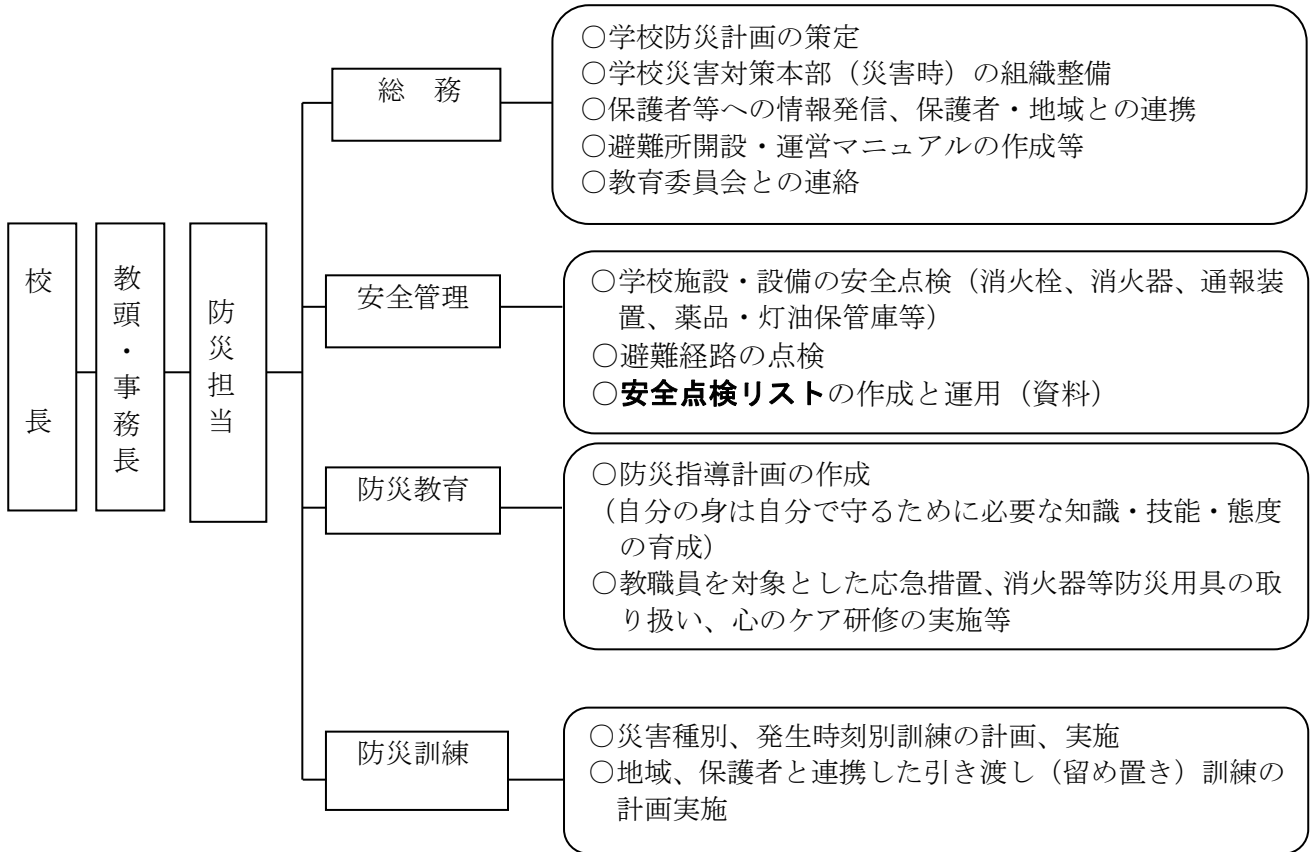 校長
教頭・事務長
防災担当
総　務
○学校防災計画の策定
○学校災害対策本部（災害時）の組織整備
○保護者等への情報発信、保護者・地域との連携
○避難所開設・運営マニュアルの作成等
○教育委員会との連絡
安全管理
○学校施設・設備の安全点検（消火栓、消火器、通報装
置、薬品・灯油保管庫等）
○避難経路の点検
○安全点検リストの作成と運用（資料）
防災教育
○防災指導計画の作成
（自分の身は自分で守るために必要な知識・技能・態度
の育成）
○教職員を対象とした応急措置、消火器等防災用具の取
り扱い、心のケア研修の実施等
防災訓練
○災害種別、発生時刻別訓練の計画、実施
○地域、保護者と連携した引き渡し（留め置き）訓練の
計画実施